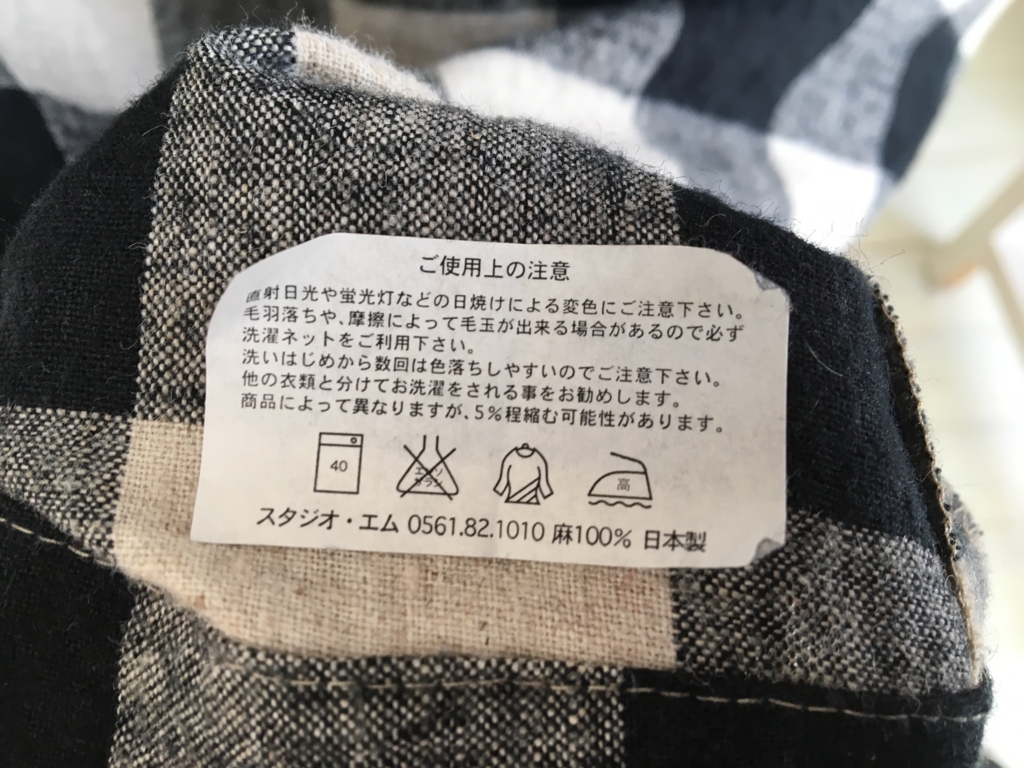 ご使用上の注意
直射日光や蛍光灯などの日焼けによる変色にご注意下さい。
毛羽落ちや、摩擦によって毛玉が出来る場合があるので必ず
洗濯ネットをご利用下さい。
洗いはじめから数回は色落ちしやすいのでご注意下さい。
他の衣類と分けてお洗濯をされる事をお勧めします。
商品によって異なりますが、5%程縮む可能性があります。
40
エンソ
サラシ
高
スタジオ・エム 0561.82.1010 麻100% 日本製